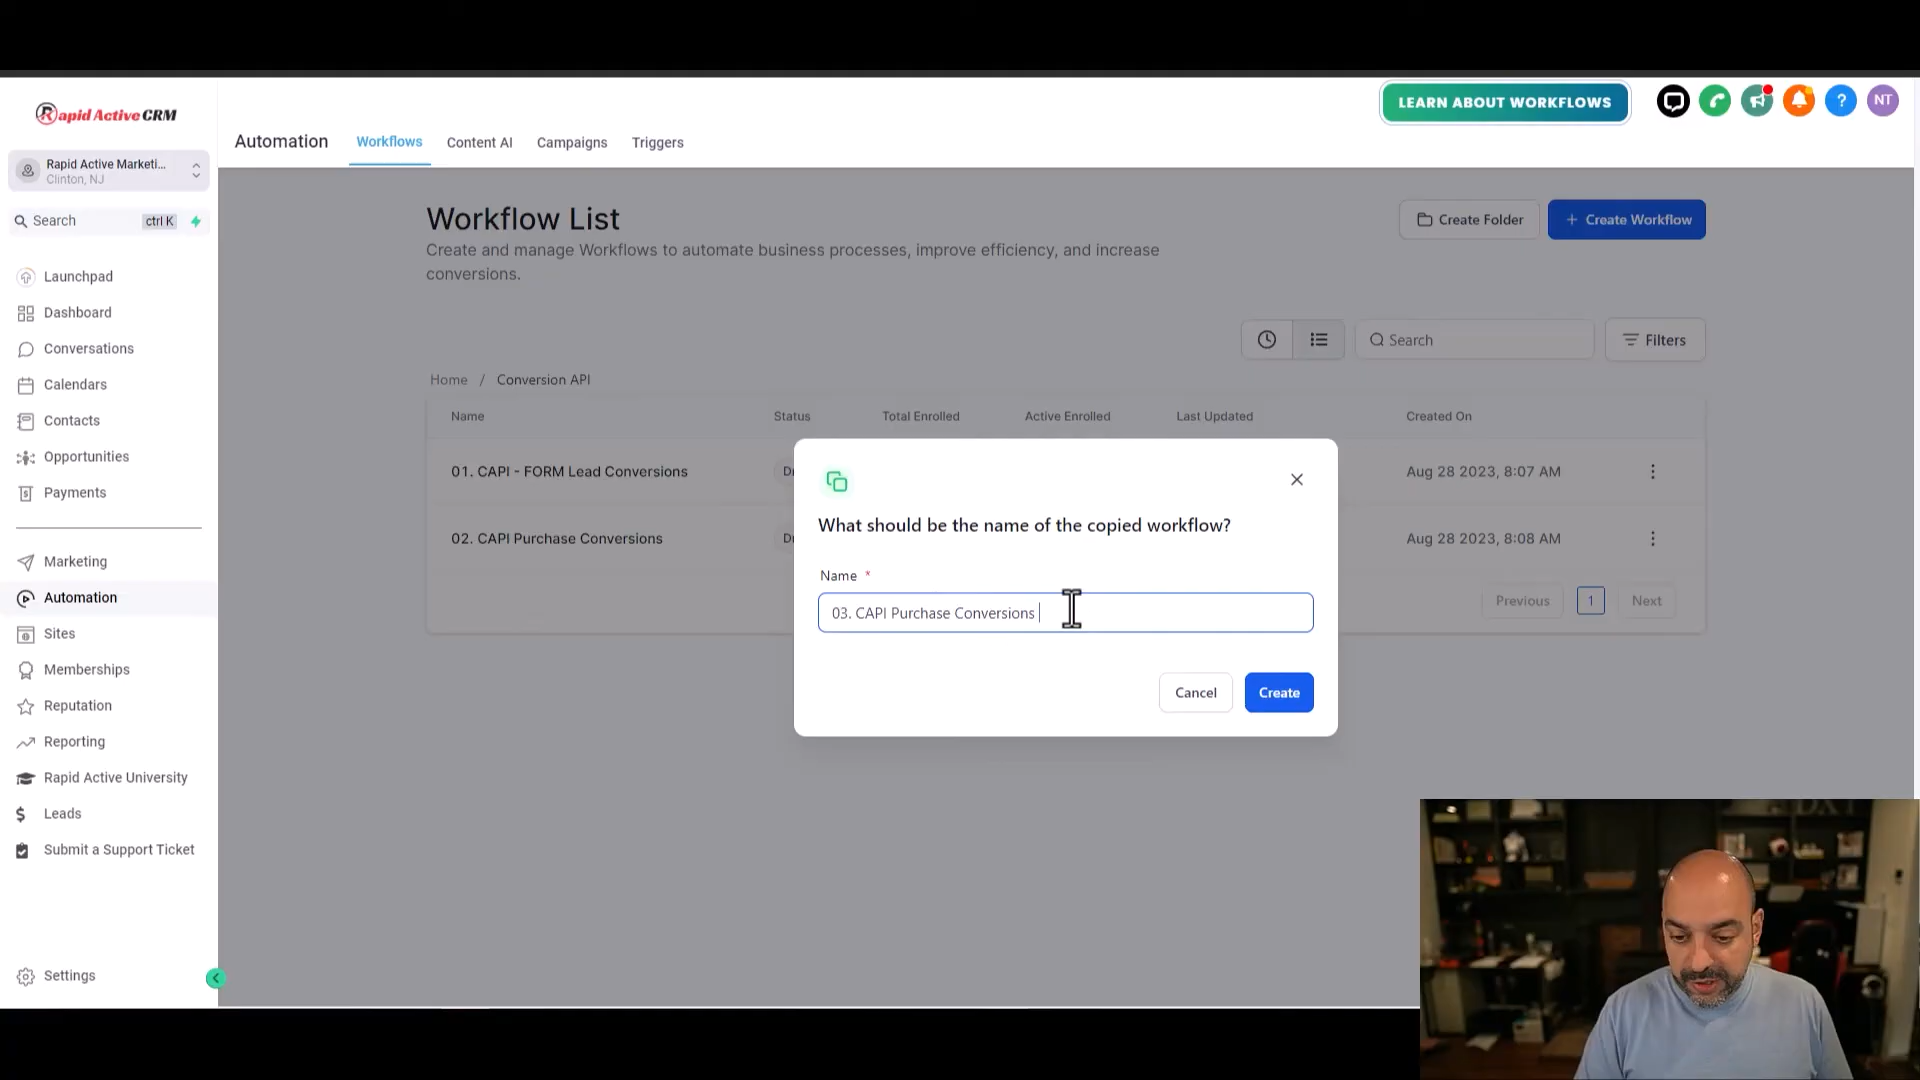 Rapid Active CRM
LEARN ABOUT WORKFLOWS
?
NT
Automation
Workflows
Content AI
Campaigns
Triggers
Rapid Active Marketi...
Clinton, NJ
Search
ctrl K
Launchpad
Dashboard
Conversations
Calendars
Contacts
Opportunities
Payments
Marketing
Automation
Sites
Memberships
Reputation
Reporting
Rapid Active University
Leads
Submit a Support Ticket
Settings
Workflow List
Create and manage Workflows to automate business processes, improve efficiency, and increase
conversions.
Create Folder
+ Create Workflow
Search
Filters
Home / Conversion API
Name Status Total Enrolled Active Enrolled Last Updated Created On
01. CAPI - FORM Lead Conversions Dr Aug 28 2023, 8:07 AM
02. CAPI Purchase Conversions Dr Aug 28 2023, 8:08 AM
Previous 1 Next
What should be the name of the copied workflow?
Name *
03. CAPI Purchase Conversions
Cancel
Create